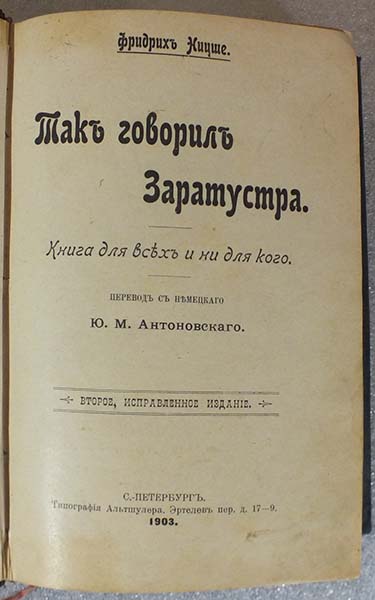 Фридрихъ Ницше.
Такъ говорилъ
Заратустра.
Книга для всѣхъ и ни для кого.
ПЕРЕВОДЪ СЪ НѢМЕЦКАГО
Ю. М. Антоновскаго.
ВТОРОЕ, ИСПРАВЛЕННОЕ ИЗДАНІЕ.
С.-ПЕТЕРБУРГЪ.
Типографія Альтшулера. Эртелевъ пер. д. 17—9.
1903.